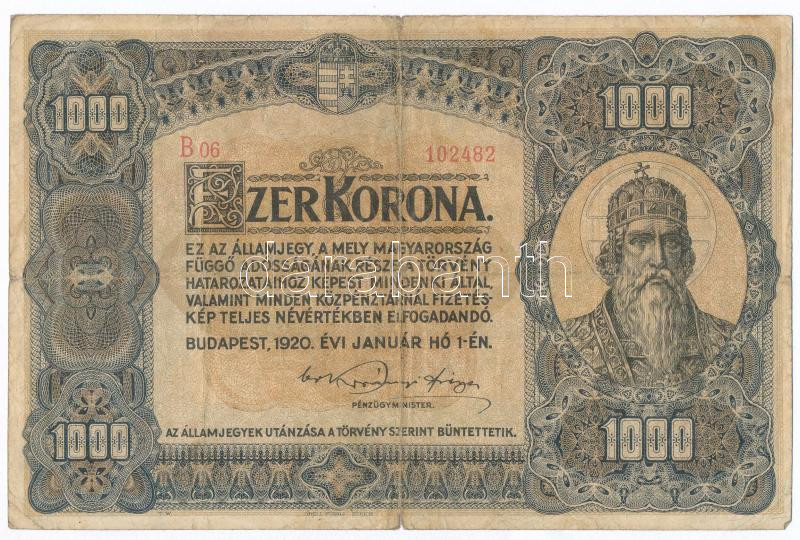 1000
1000
B 06
102482
EZER KORONA.
EZ AZ ÁLLAMJEGY, A MELY MAGYARORSZÁG
FÜGGŐ ADÓSSÁGÁNAK RÉSZE, A TÖRVÉNY
HATÁROZATAIHOZ KÉPEST MINDENKI ÁLTAL,
VALAMINT MINDEN KÖZPÉNZTÁRNÁL FIZETÉS-
KÉP TELJES NÉVÉRTÉKBEN ELFOGADANDÓ.
BUDAPEST, 1920. ÉVI JANUÁR HÓ 1-ÉN.
PÉNZÜGYMINISTER.
AZ ÁLLAMJEGYEK UTÁNZÁSA A TÖRVÉNY SZERINT BÜNTETTETIK.
1000
1000
darabanth